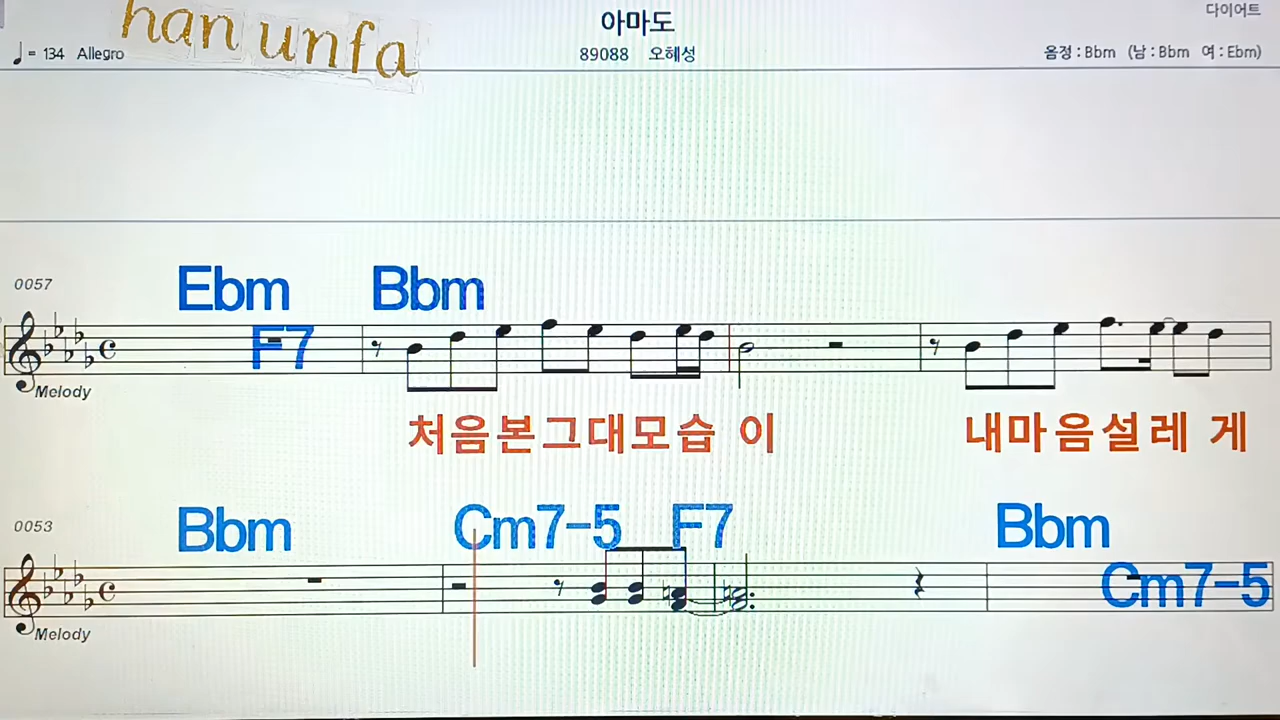 han unfa
아마도
다이어트
♩= 134 Allegro
89088 오혜성
음정 : Bbm (남 : Bbm 여 : Ebm)
0057
Ebm Bbm
F7
Melody
처음본그대모습 이 내마음설레 게
0053
Bbm Cm7-5 F7 Bbm
Cm7-5
Melody